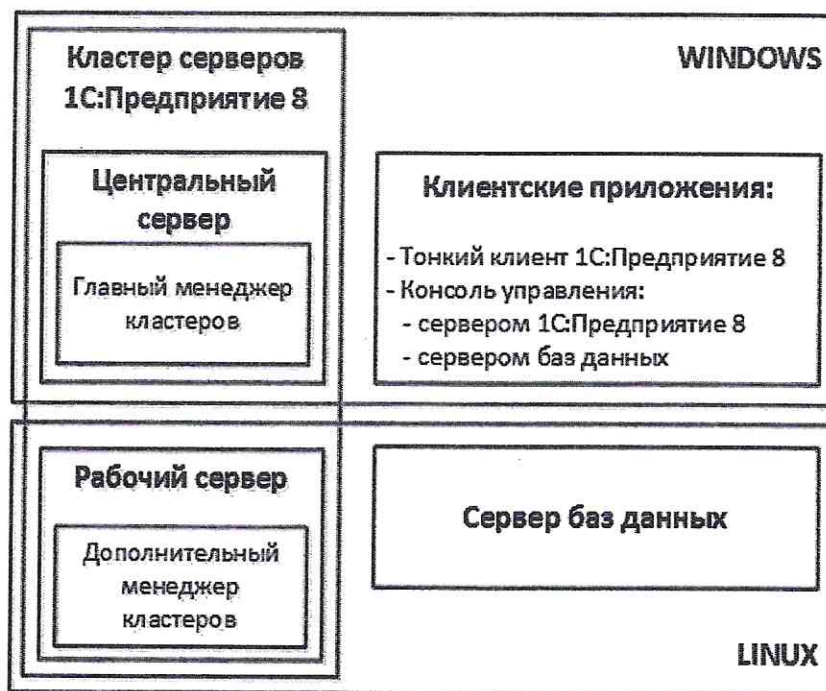 Кластер серверов
1С:Предприятие 8
WINDOWS
Центральный
сервер
Главный менеджер
кластеров
Клиентские приложения:
- Тонкий клиент 1С:Предприятие 8
- Консоль управления:
- сервером 1С:Предприятие 8
- сервером баз данных
Рабочий сервер
Дополнительный
менеджер
кластеров
Сервер баз данных
LINUX